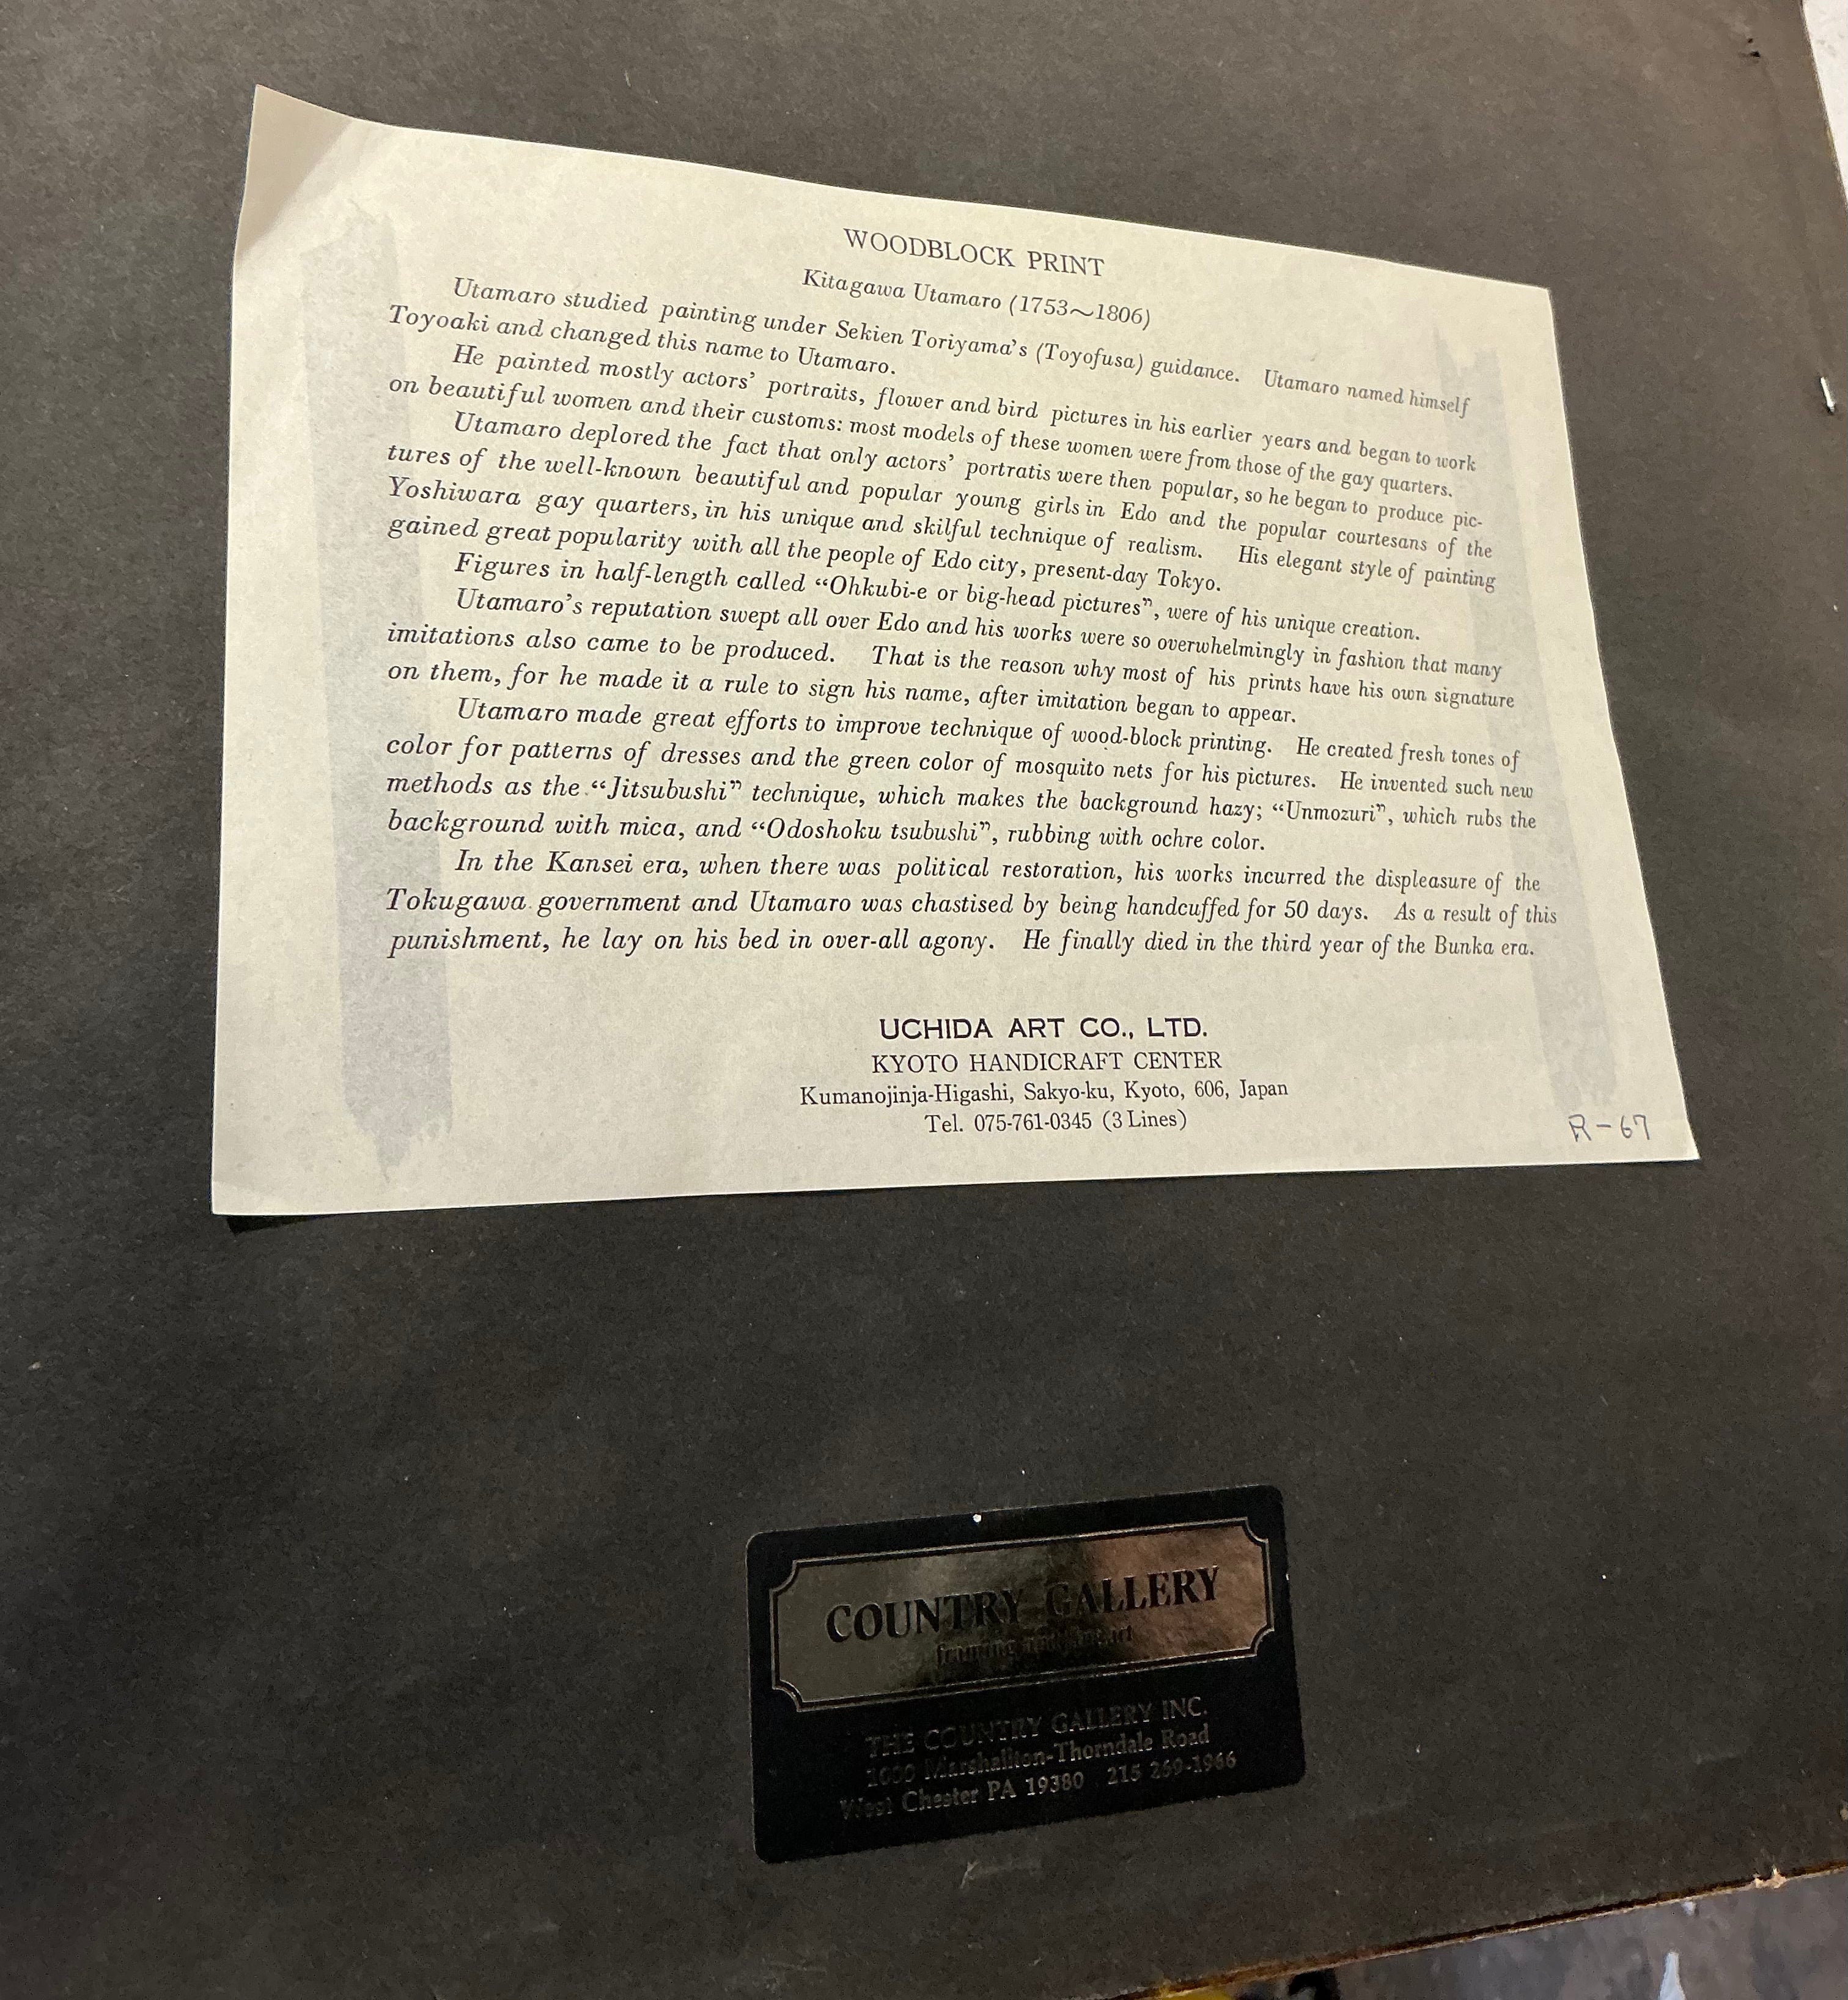 WOODBLOCK PRINT
Kitagawa Utamaro (1753～1806)
Utamaro studied painting under Sekien Toriyama's (Toyofusa) guidance. Utamaro named himself
Toyoaki and changed this name to Utamaro.
He painted mostly actors' portraits, flower and bird pictures in his earlier years and began to work
on beautiful women and their customs: most models of these women were from those of the gay quarters.
Utamaro deplored the fact that only actors' portratis were then popular, so he began to produce pic-
tures of the well-known beautiful and popular young girls in Edo and the popular courtesans of the
Yoshiwara gay quarters, in his unique and skilful technique of realism. His elegant style of painting
gained great popularity with all the people of Edo city, present-day Tokyo.
Figures in half-length called “Ohkubi-e or big-head pictures”, were of his unique creation.
Utamaro's reputation swept all over Edo and his works were so overwhelmingly in fashion that many
imitations also came to be produced. That is the reason why most of his prints have his own signature
on them, for he made it a rule to sign his name, after imitation began to appear.
Utamaro made great efforts to improve technique of wood-block printing. He created fresh tones of
color for patterns of dresses and the green color of mosquito nets for his pictures. He invented such new
methods as the “Jitsubushi” technique, which makes the background hazy; “Unmozuri”, which rubs the
background with mica, and “Odoshoku tsubushi”, rubbing with ochre color.
In the Kansei era, when there was political restoration, his works incurred the displeasure of the
Tokugawa government and Utamaro was chastised by being handcuffed for 50 days. As a result of this
punishment, he lay on his bed in over-all agony. He finally died in the third year of the Bunka era.
UCHIDA ART CO., LTD.
KYOTO HANDICRAFT CENTER
Kumanojinja-Higashi, Sakyo-ku, Kyoto, 606, Japan
Tel. 075-761-0345 (3 Lines)
R-67
COUNTRY GALLERY
framing
THE COUNTRY GALLERY INC.
Marshallton-Thorndale Road
West Chester PA 19380 215 269-1966